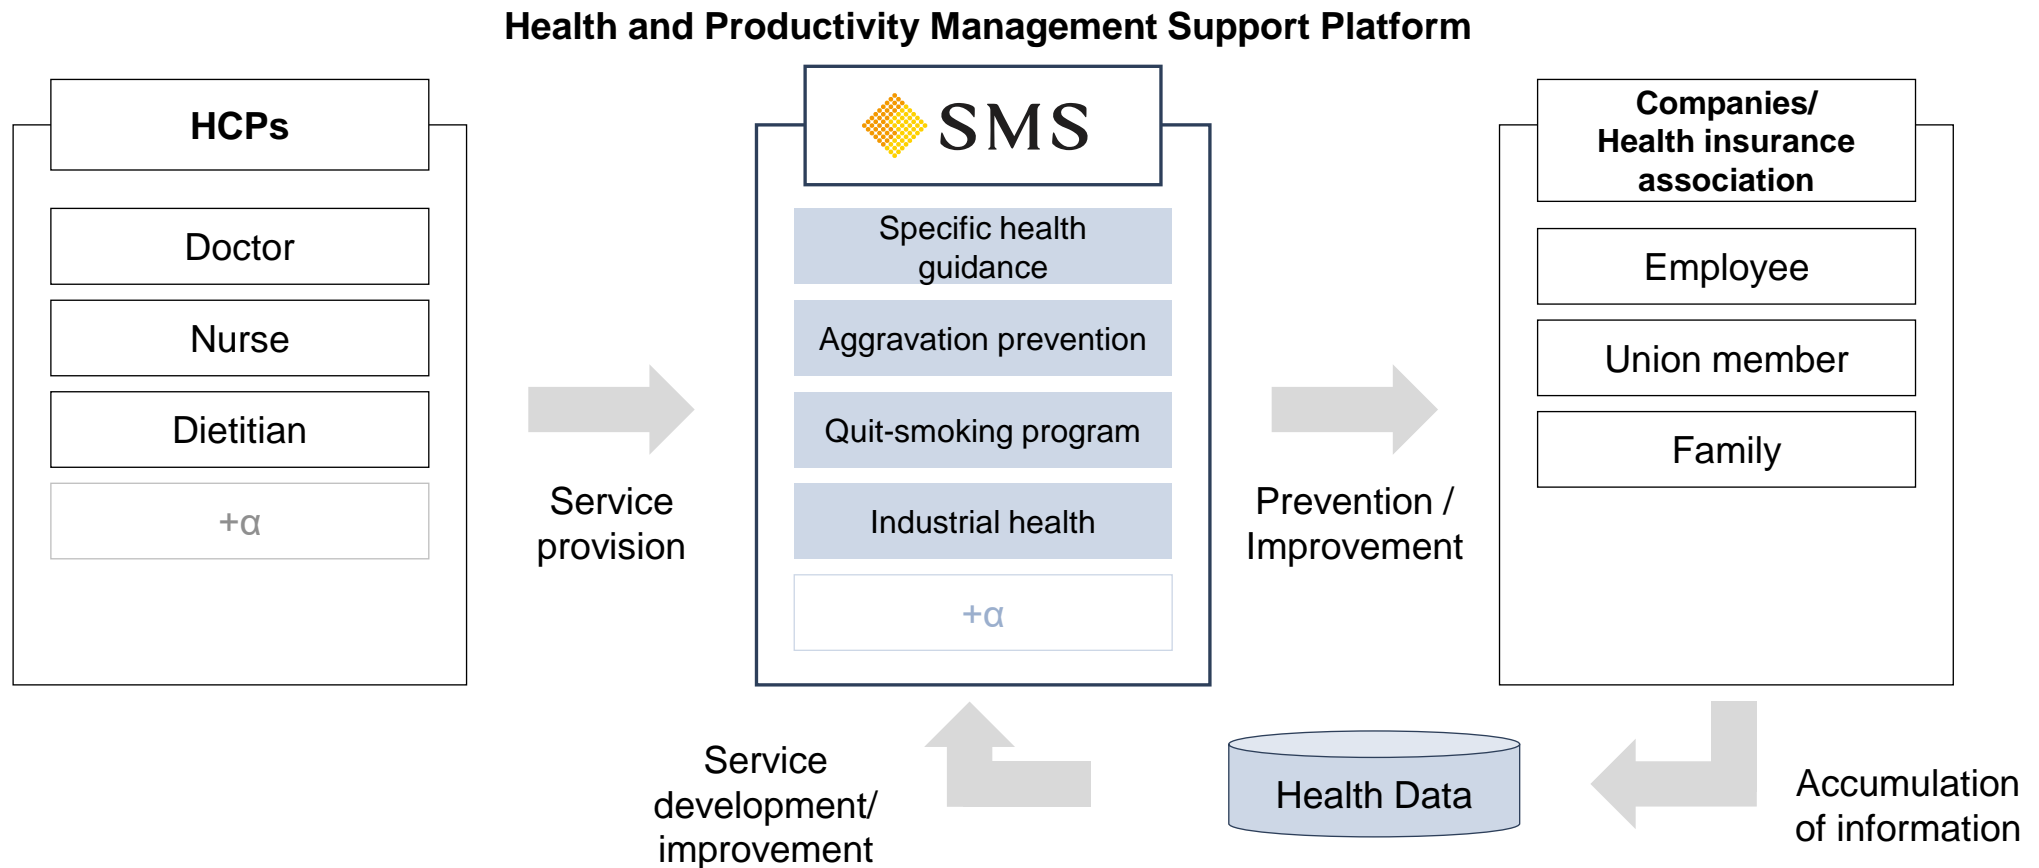 Health and Productivity Management Support Platform
HCPs
Doctor
Nurse
Dietitian
+α
Service
provision
SMS
Specific health
guidance
Aggravation prevention
Quit-smoking program
Industrial health
+α
Prevention /
Improvement
Companies/
Health insurance
association
Employee
Union member
Family
Accumulation
of information
Health Data
Service
development/
improvement